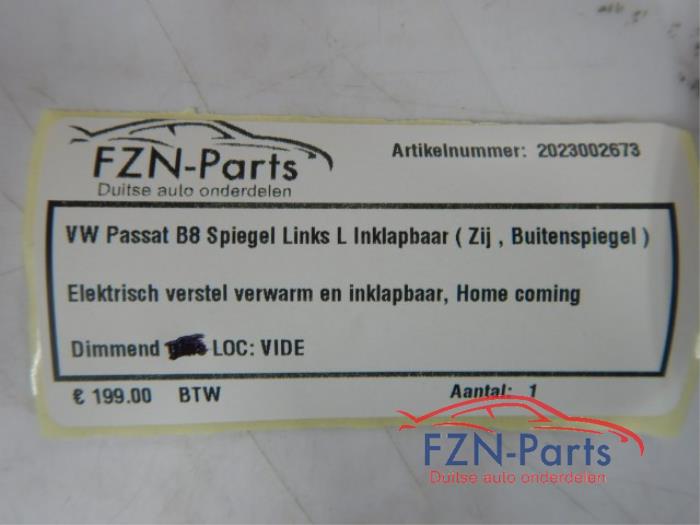 FZN-Parts
Duitse auto onderdelen
Artikelnummer: 2023002673
VW Passat B8 Spiegel Links L Inklapbaar ( Zij , Buitenspiegel )
Elektrisch verstel verwarm en inklapbaar, Home coming
Dimmend LOC: VIDE
€ 199.00 BTW Aantal: 1
FZN-Parts
Duitse auto onderdelen